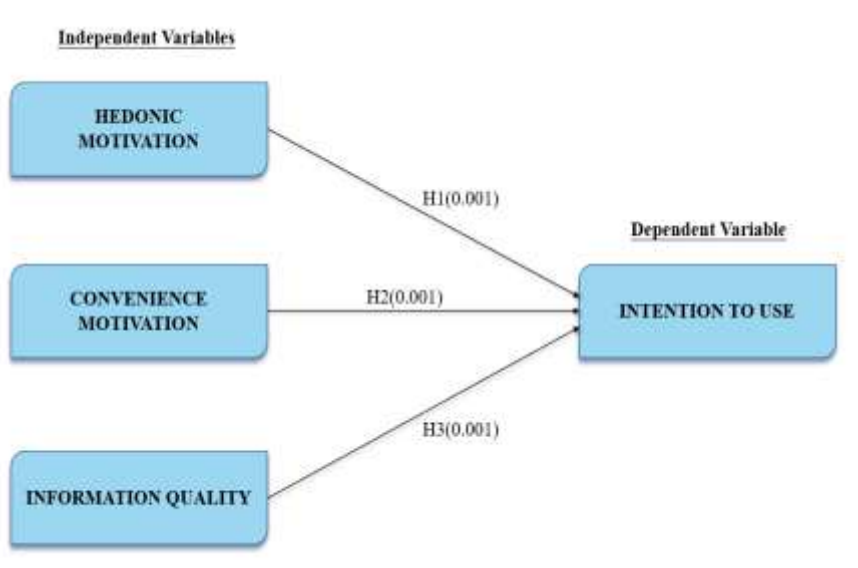 Independent Variables
HEDONIC
MOTIVATION
H1(0.001)
Dependent Variable
CONVENIENCE
MOTIVATION
H2(0.001)
INTENTION TO USE
H3(0.001)
INFORMATION QUALITY